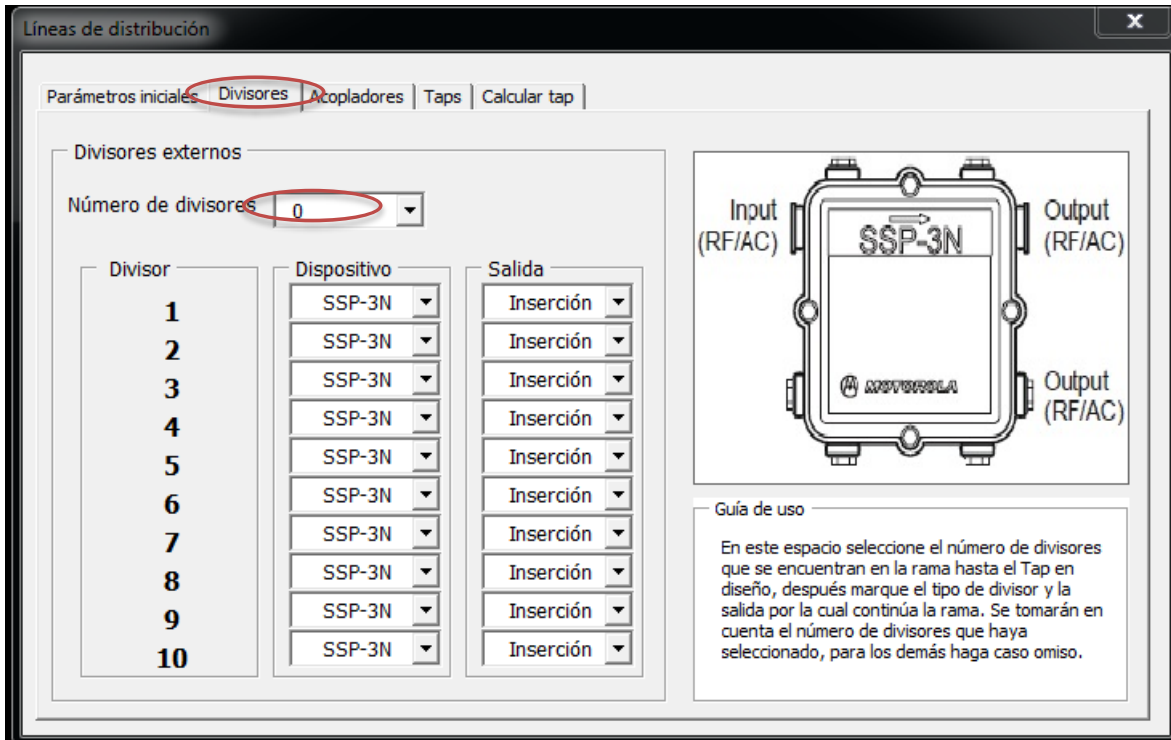 Líneas de distribución
x
Parámetros iniciales Divisores Acopladores Taps Calcular tap
Divisores externos
Número de divisores 0
Divisor Dispositivo Salida
1 SSP-3N Inserción
2 SSP-3N Inserción
3 SSP-3N Inserción
4 SSP-3N Inserción
5 SSP-3N Inserción
6 SSP-3N Inserción
7 SSP-3N Inserción
8 SSP-3N Inserción
9 SSP-3N Inserción
10 SSP-3N Inserción
Input
(RF/AC)
SSP-3N
Output
(RF/AC)
MOTOROLA
Output
(RF/AC)
Guía de uso
En este espacio seleccione el número de divisores
que se encuentran en la rama hasta el Tap en
diseño, después marque el tipo de divisor y la
salida por la cual continúa la rama. Se tomarán en
cuenta el número de divisores que haya
seleccionado, para los demás haga caso omiso.